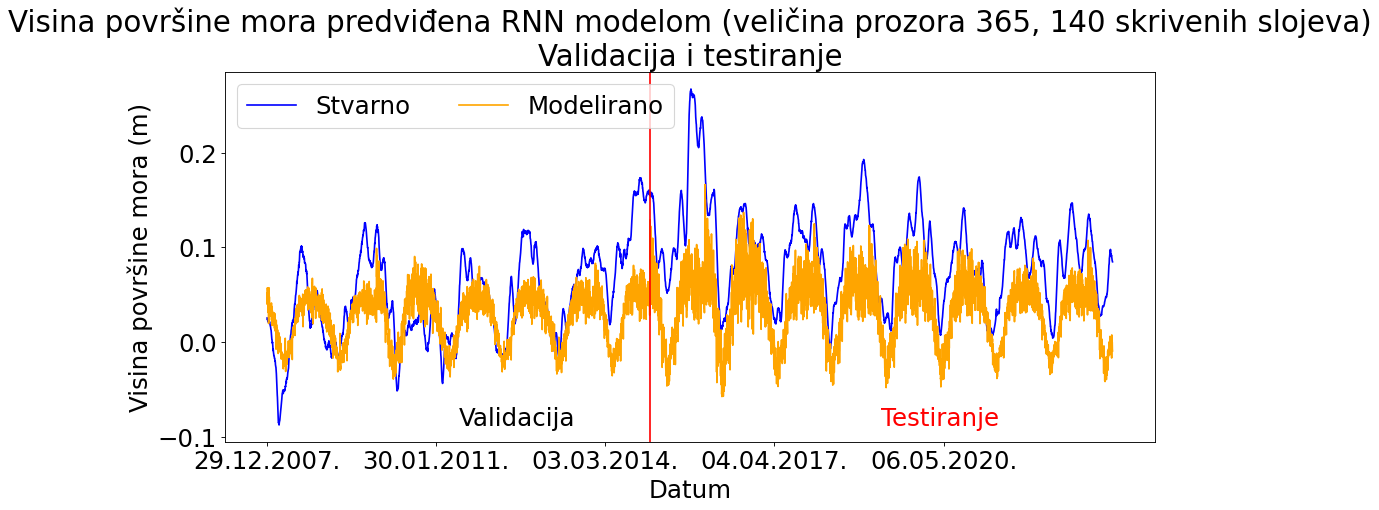 Visina površine mora predviđena RNN modelom (veličina prozora 365, 140 skrivenih slojeva)
Validacija i testiranje
Stvarno
Modelirano
Visina površine mora (m)
0.2
0.1
0.0
−0.1
Validacija
Testiranje
29.12.2007.
30.01.2011.
03.03.2014.
04.04.2017.
06.05.2020.
Datum